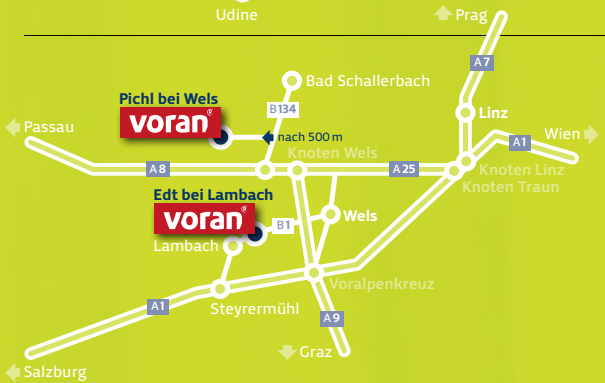 Udine
Prag
A7
Bad Schallerbach
Pichl bei Wels
voran®
B134
Linz
Passau
nach 500 m
Wien
A1
Knoten Wels
A8
A25
Knoten Linz
Knoten Traun
Edt bei Lambach
voran®
B1
Wels
Lambach
Voralpenkreuz
A1
Steyrermühl
A9
Graz
Salzburg